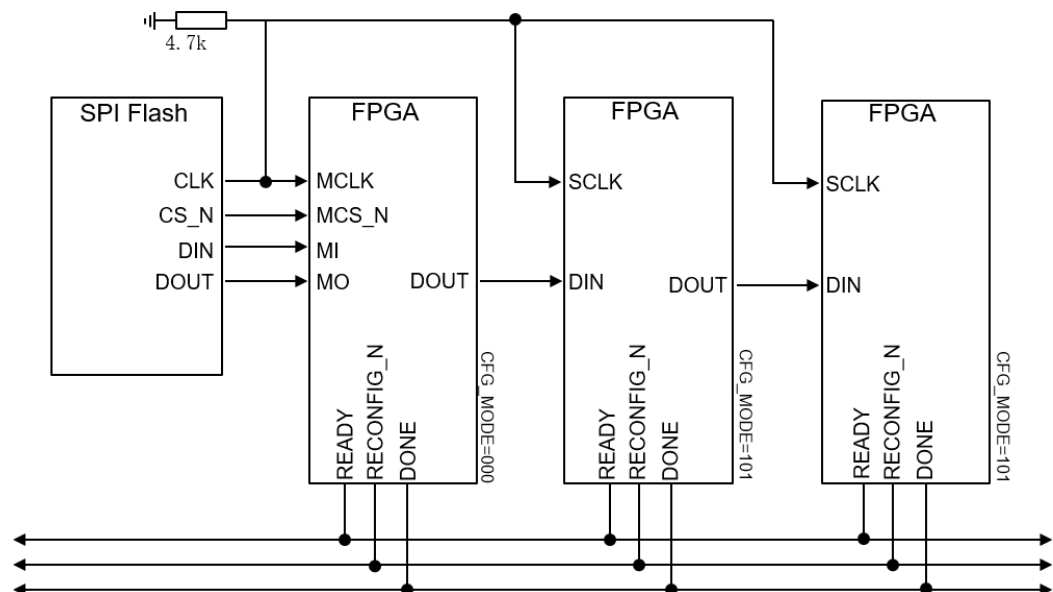 4.7k
SPI Flash
CLK
CS_N
DIN
DOUT
FPGA
MCLK
MCS_N
MI
MO
DOUT
READY
RECONFIG_N
DONE
CFG_MODE=000
FPGA
SCLK
DIN
DOUT
READY
RECONFIG_N
DONE
CFG_MODE=101
FPGA
SCLK
DIN
READY
RECONFIG_N
DONE
CFG_MODE=101